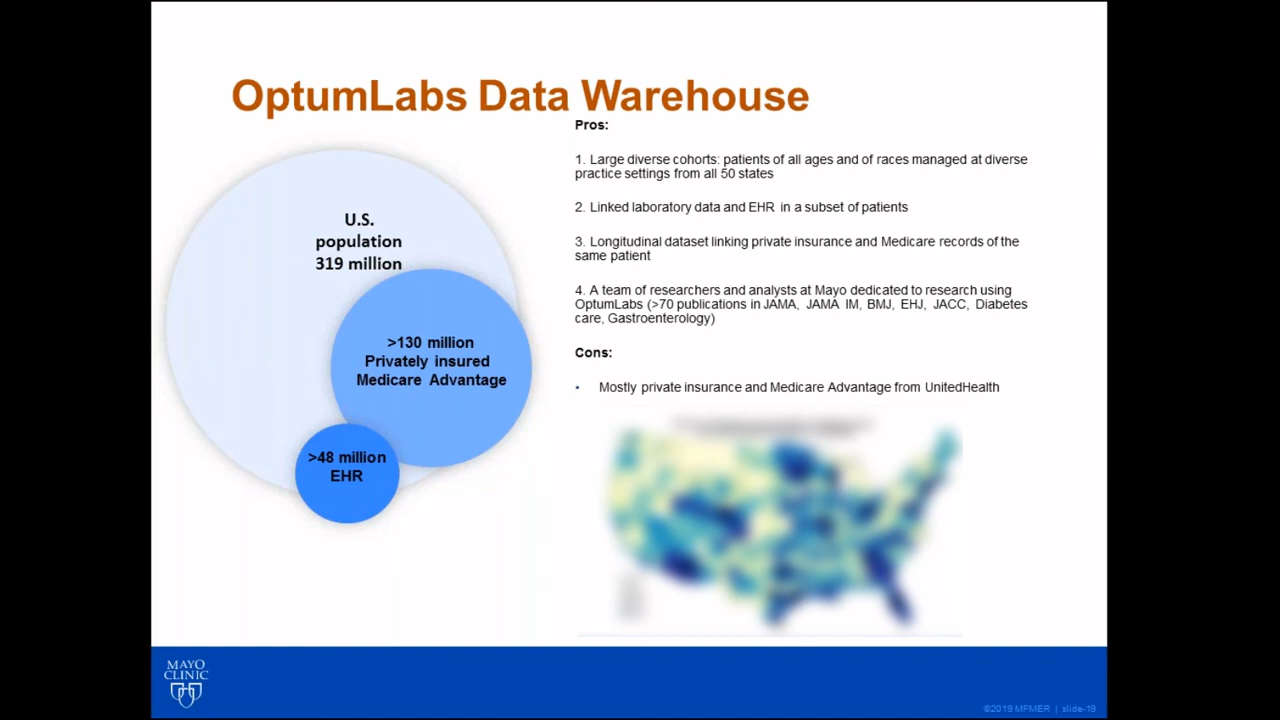 OptumLabs Data Warehouse
Pros:
1. Large diverse cohorts: patients of all ages and of races managed at diverse
practice settings from all 50 states
2. Linked laboratory data and EHR in a subset of patients
3. Longitudinal dataset linking private insurance and Medicare records of the
same patient
4. A team of researchers and analysts at Mayo dedicated to research using
OptumLabs (>70 publications in JAMA, JAMA IM, BMJ, EHJ, JACC, Diabetes
care, Gastroenterology)
Cons:
• Mostly private insurance and Medicare Advantage from UnitedHealth
U.S.
population
319 million
>130 million
Privately insured
Medicare Advantage
>48 million
EHR
MAYO
CLINIC
©2019 MFMER | slide-19